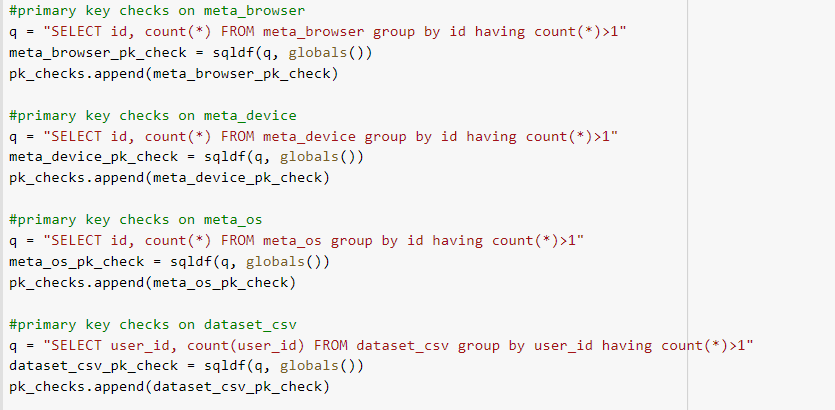 #primary key checks on meta_browser
q = "SELECT id, count(*) FROM meta_browser group by id having count(*)>1"
meta_browser_pk_check = sqldf(q, globals())
pk_checks.append(meta_browser_pk_check)
#primary key checks on meta_device
q = "SELECT id, count(*) FROM meta_device group by id having count(*)>1"
meta_device_pk_check = sqldf(q, globals())
pk_checks.append(meta_device_pk_check)
#primary key checks on meta_os
q = "SELECT id, count(*) FROM meta_os group by id having count(*)>1"
meta_os_pk_check = sqldf(q, globals())
pk_checks.append(meta_os_pk_check)
#primary key checks on dataset_csv
q = "SELECT user_id, count(user_id) FROM dataset_csv group by user_id having count(*)>1"
dataset_csv_pk_check = sqldf(q, globals())
pk_checks.append(dataset_csv_pk_check)